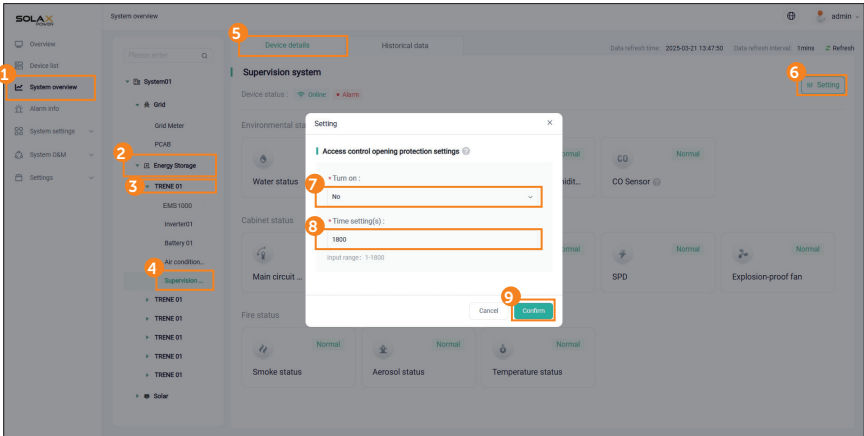 SOLAX
POWER
System overview
admin
Overview
Device list
System overview
Alarm info
System settings
System O&M
Settings
1
Please enter
System01
Grid
Grid Meter
PCAB
2
Energy Storage
3
TRENE 01
EMS1000
Inverter01
Battery 01
Air condition...
4
Supervision ...
TRENE 01
TRENE 01
TRENE 01
TRENE 01
TRENE 01
Solar
5
Device details
Historical data
Data refresh time: 2025-03-21 13:47:50 Data refresh interval: 1mins Refresh
Supervision system
6
Setting
Device status : Online Alarm
Environmental sta
Water status
CO Sensor
Normal
Cabinet status
Main circuit ...
SPD
Normal
Explosion-proof fan
Normal
Fire status
Smoke status
Normal
Aerosol status
Normal
Temperature status
Normal
Setting
Access control opening protection settings
* Turn on :
7
No
* Time setting(s) :
8
1800
Input range: 1-1800
9
Cancel
Confirm